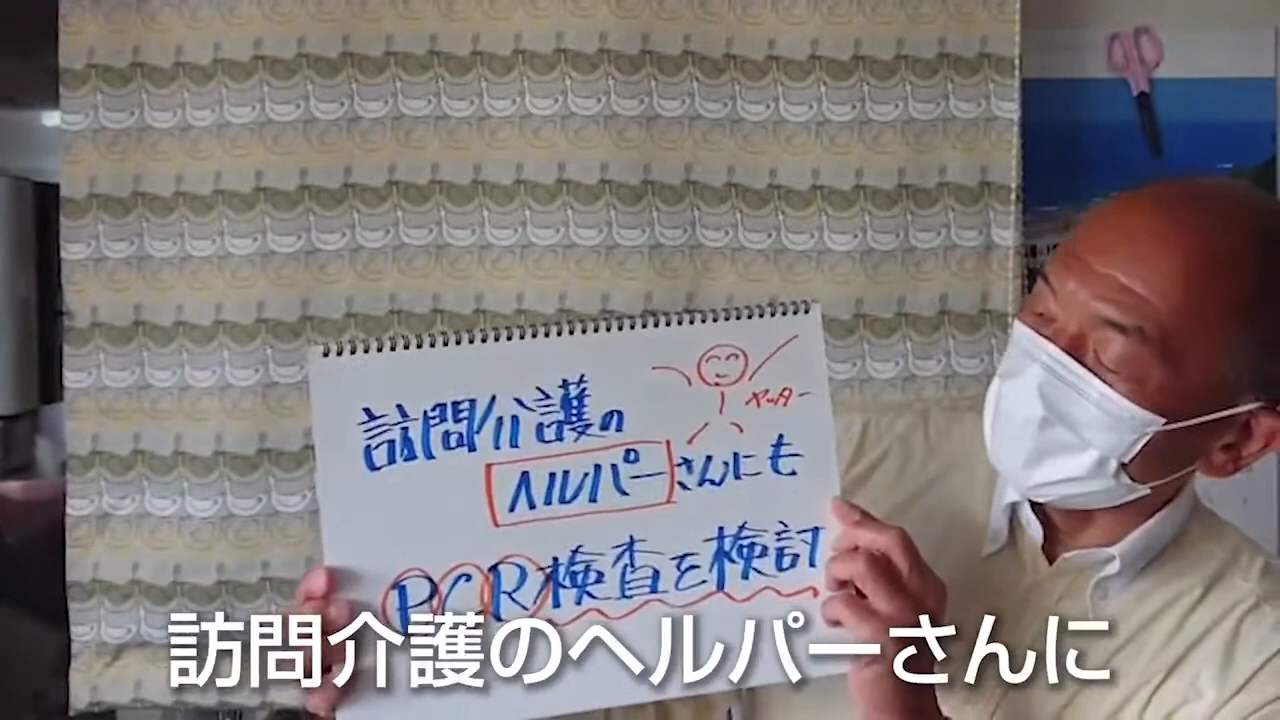 訪問介護の
ヤッター
ヘルパーさんにも
PCR検査を検討
訪問介護のヘルパーさんに